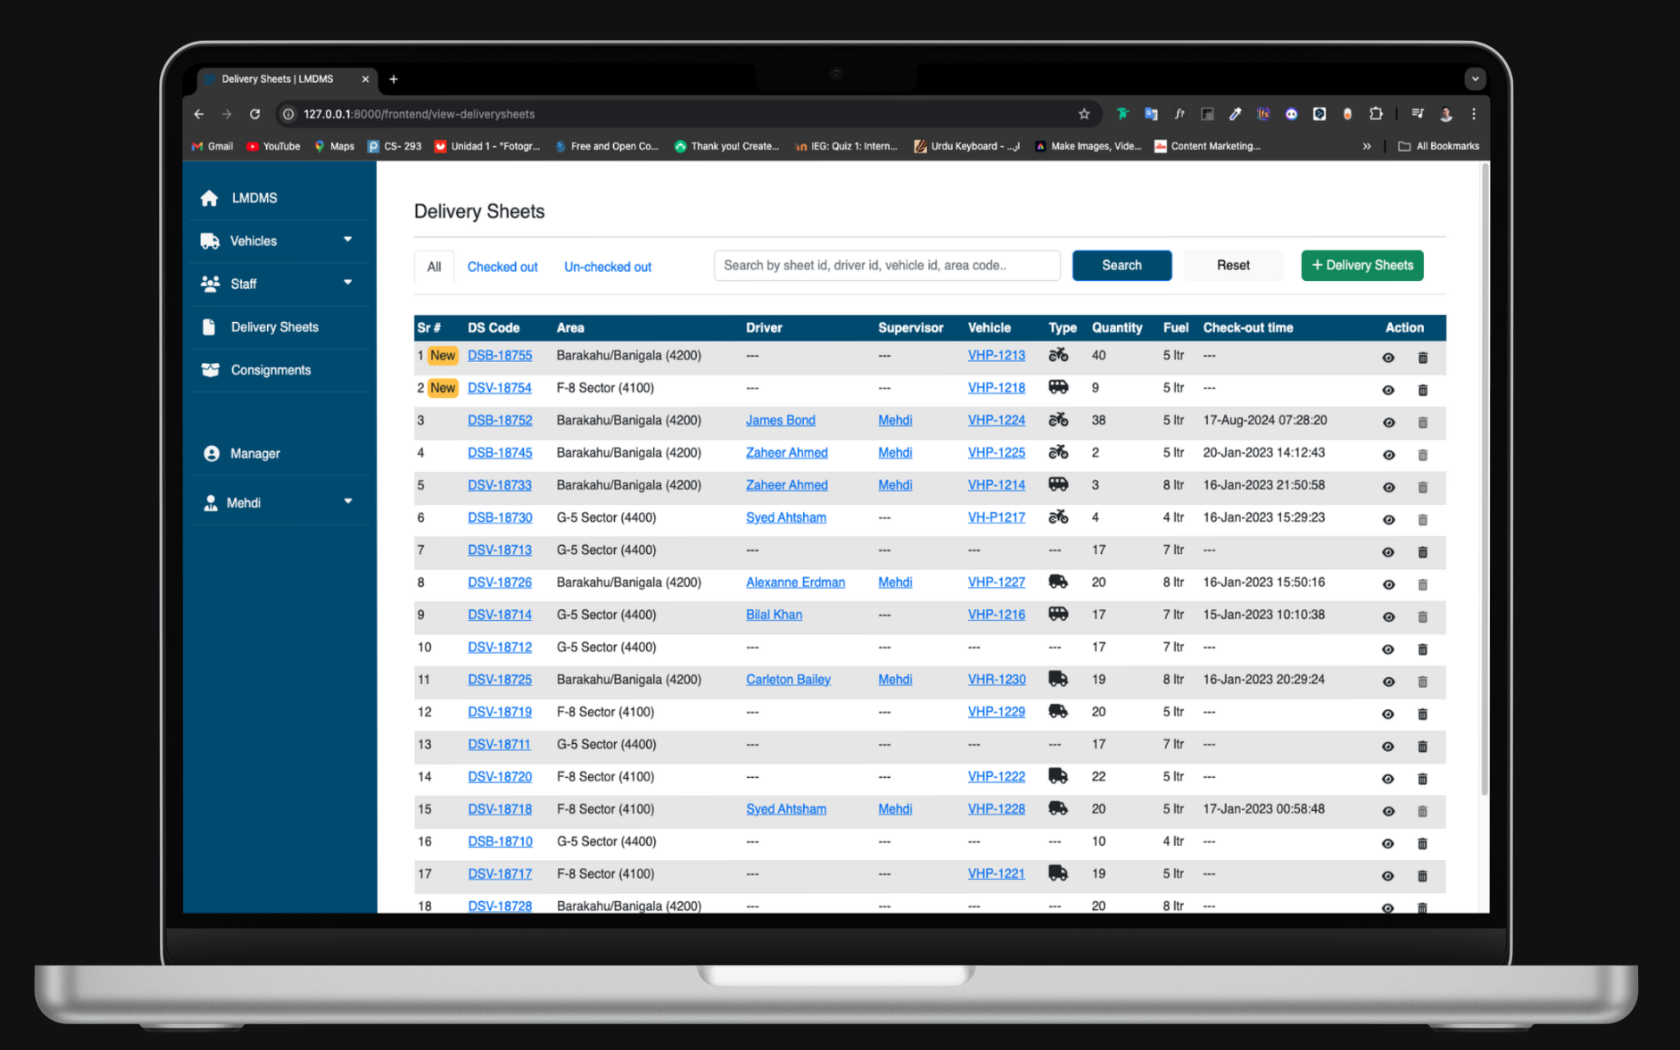 Delivery Sheets | LMDMS
127.0.0.1:8000/frontend/view-deliverysheets
Gmail YouTube Maps CS- 293 Unidad 1 - "Fotogr... Free and Open Co... Thank you! Create... IEG: Quiz 1: Intern... Urdu Keyboard - ...ار Make Images, Vide... Content Marketing... » All Bookmarks
LMDMS
Vehicles
Staff
Delivery Sheets
Consignments
Manager
Mehdi
Delivery Sheets
All Checked out Un-checked out Search by sheet id, driver id, vehicle id, area code.. Search Reset + Delivery Sheets
Sr # DS Code Area Driver Supervisor Vehicle Type Quantity Fuel Check-out time Action
1 New DSB-18755 Barakahu/Banigala (4200) --- --- VHP-1213 40 5 ltr ---
2 New DSV-18754 F-8 Sector (4100) --- --- VHP-1218 9 5 ltr ---
3 DSB-18752 Barakahu/Banigala (4200) James Bond Mehdi VHP-1224 38 5 ltr 17-Aug-2024 07:28:20
4 DSB-18745 Barakahu/Banigala (4200) Zaheer Ahmed Mehdi VHP-1225 2 5 ltr 20-Jan-2023 14:12:43
5 DSV-18733 Barakahu/Banigala (4200) Zaheer Ahmed Mehdi VHP-1214 3 8 ltr 16-Jan-2023 21:50:58
6 DSB-18730 G-5 Sector (4400) Syed Ahtsham --- VH-P1217 4 4 ltr 16-Jan-2023 15:29:23
7 DSV-18713 G-5 Sector (4400) --- --- --- --- 17 7 ltr ---
8 DSV-18726 Barakahu/Banigala (4200) Alexanne Erdman Mehdi VHP-1227 20 8 ltr 16-Jan-2023 15:50:16
9 DSV-18714 G-5 Sector (4400) Bilal Khan --- VHP-1216 17 7 ltr 15-Jan-2023 10:10:38
10 DSV-18712 G-5 Sector (4400) --- --- --- --- 17 7 ltr ---
11 DSV-18725 Barakahu/Banigala (4200) Carleton Bailey Mehdi VHR-1230 19 8 ltr 16-Jan-2023 20:29:24
12 DSV-18719 F-8 Sector (4100) --- --- VHP-1229 20 5 ltr ---
13 DSV-18711 G-5 Sector (4400) --- --- --- --- 17 7 ltr ---
14 DSV-18720 F-8 Sector (4100) --- --- VHP-1222 22 5 ltr ---
15 DSV-18718 F-8 Sector (4100) Syed Ahtsham Mehdi VHP-1228 20 5 ltr 17-Jan-2023 00:58:48
16 DSB-18710 G-5 Sector (4400) --- --- --- --- 10 4 ltr ---
17 DSV-18717 F-8 Sector (4100) --- --- VHP-1221 19 5 ltr ---
18 DSV-18728 Barakahu/Banigala (4200) --- --- --- --- 20 8 ltr ---